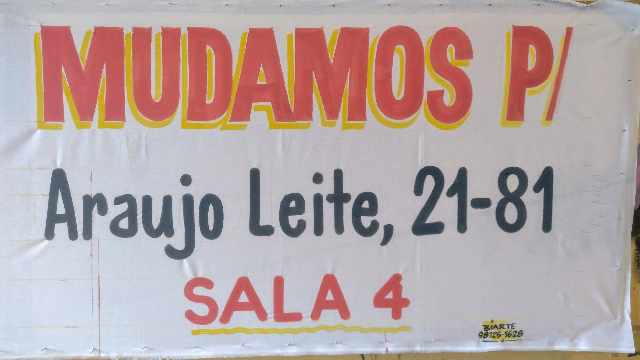 MUDAMOS P/
Araujo Leite, 21-81
SALA 4